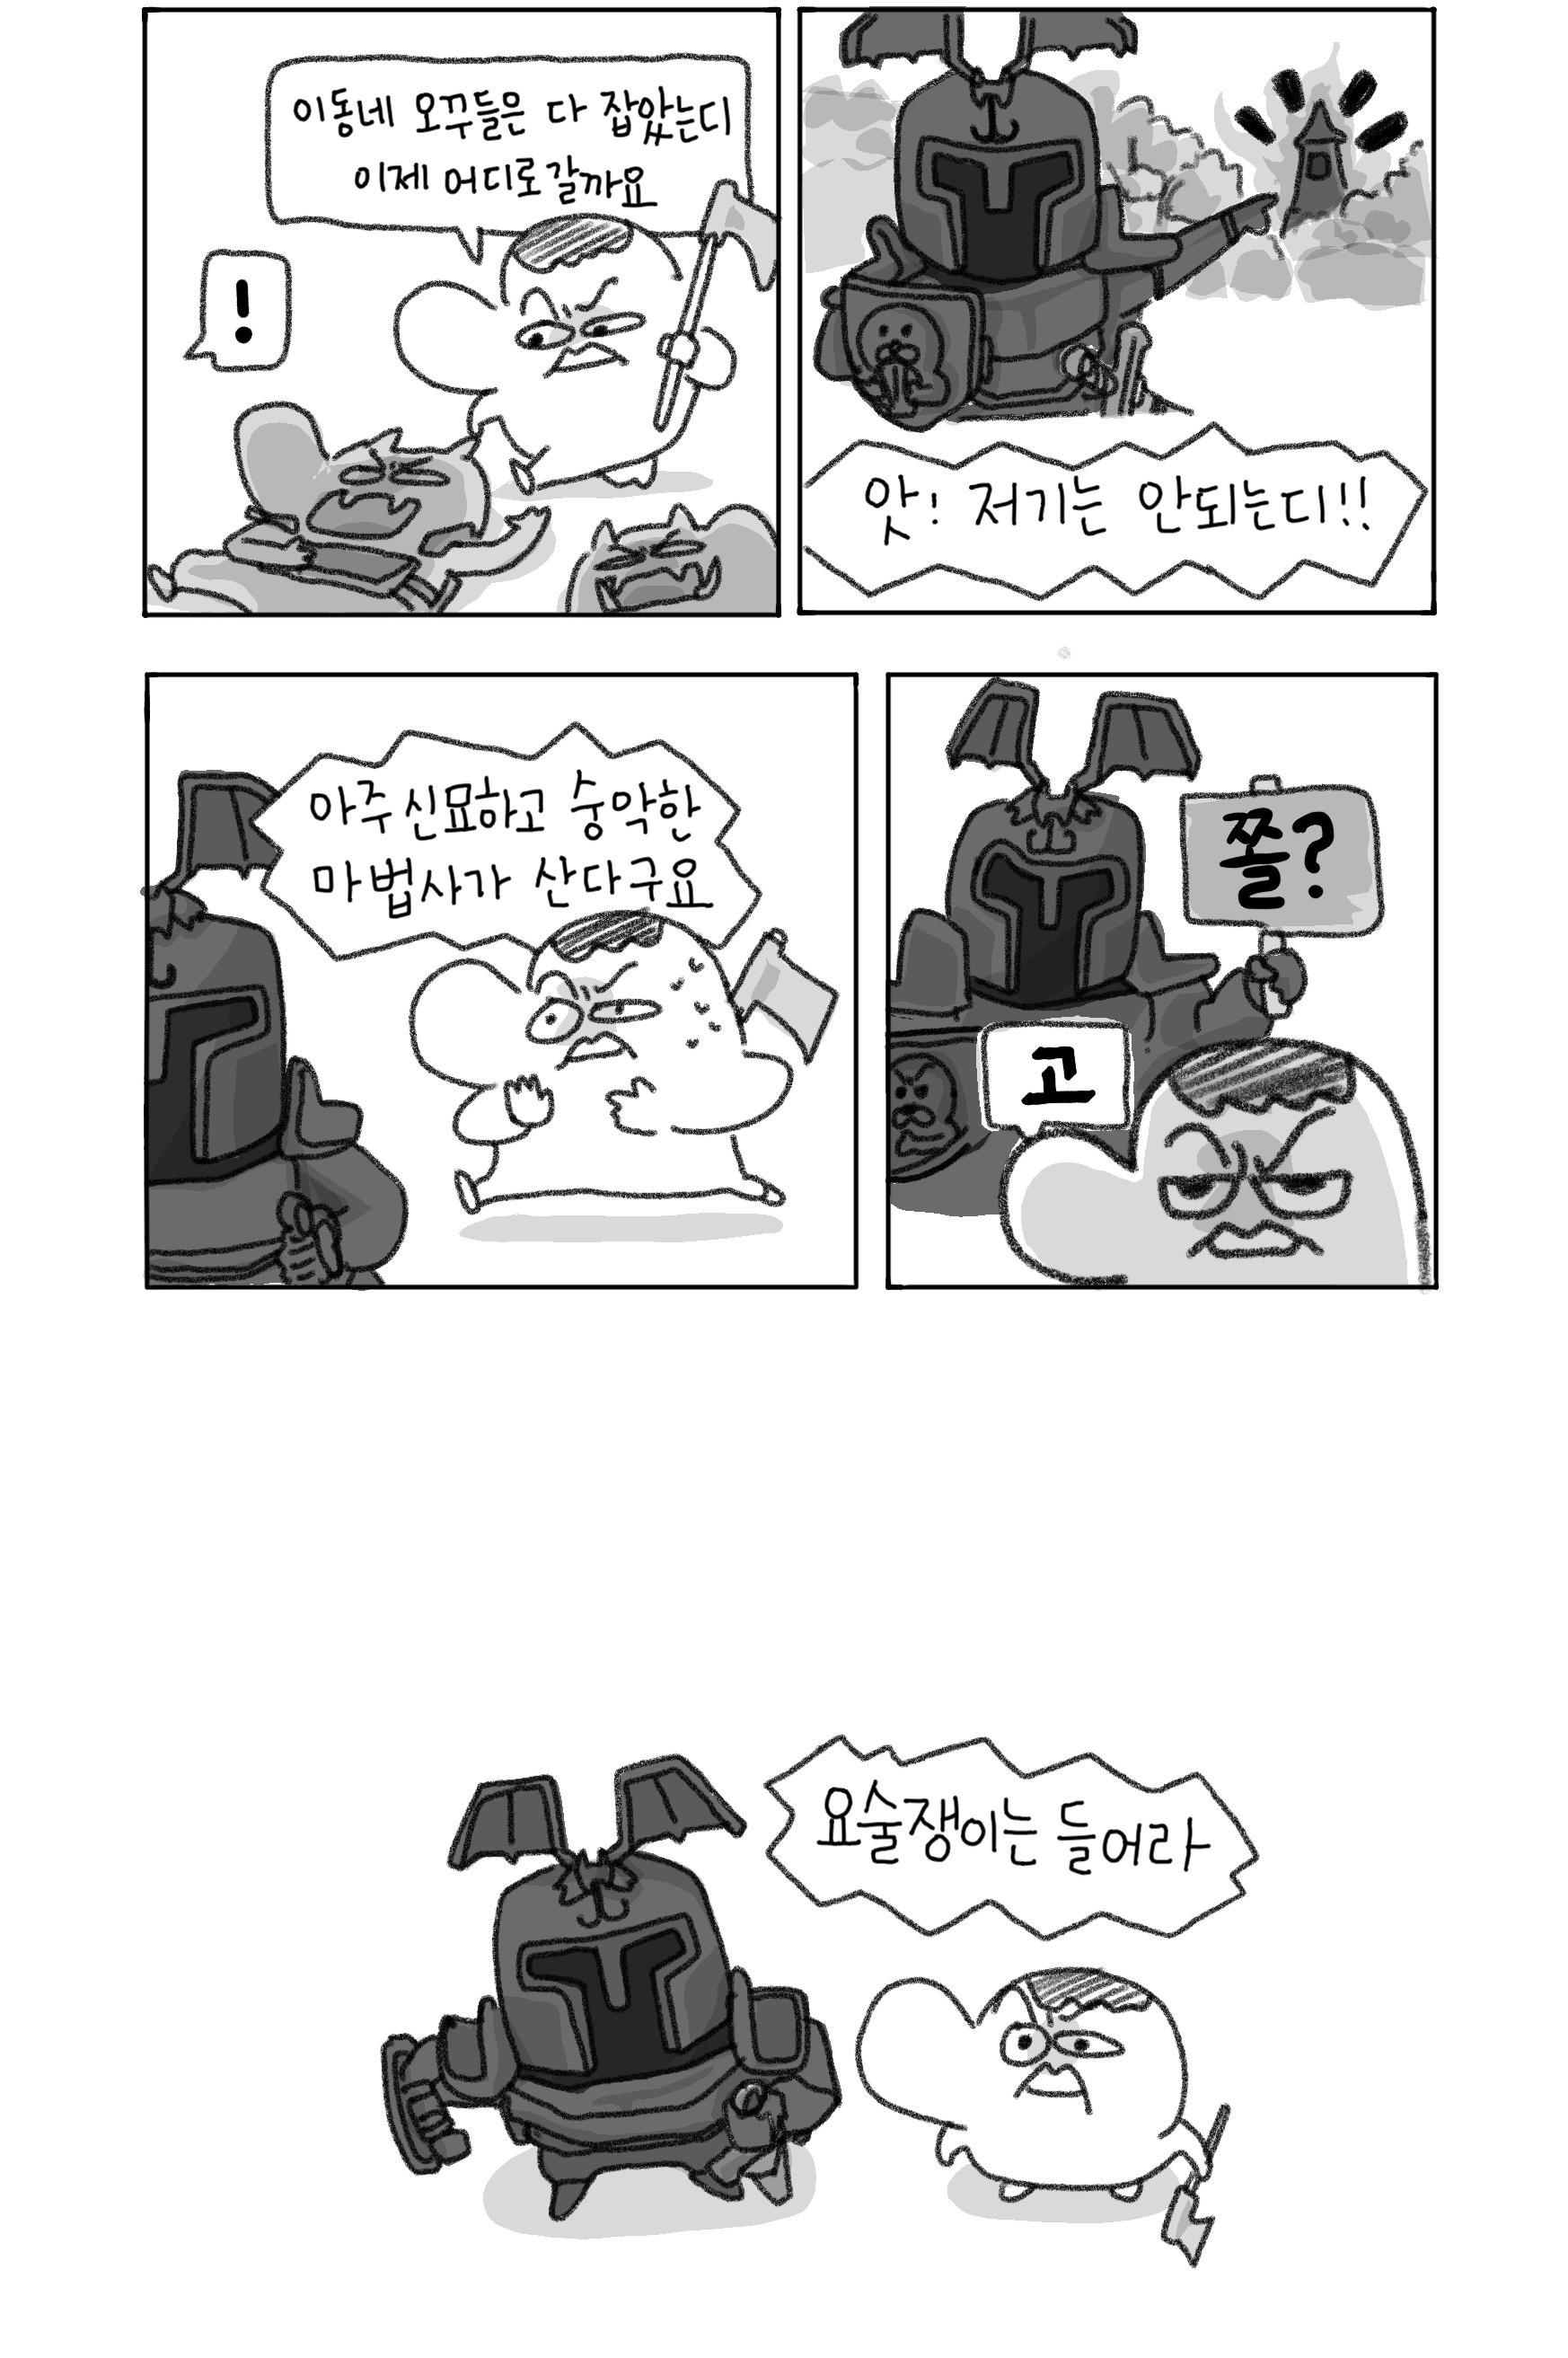 이동네 오꾸들은 다 잡았는디
이제 어디로갈까요
!
앗! 저기는 안되는디!!
아주 신묘하고 숭악한
마법사가 산다구요
쫄?
고
요술쟁이는 들어라